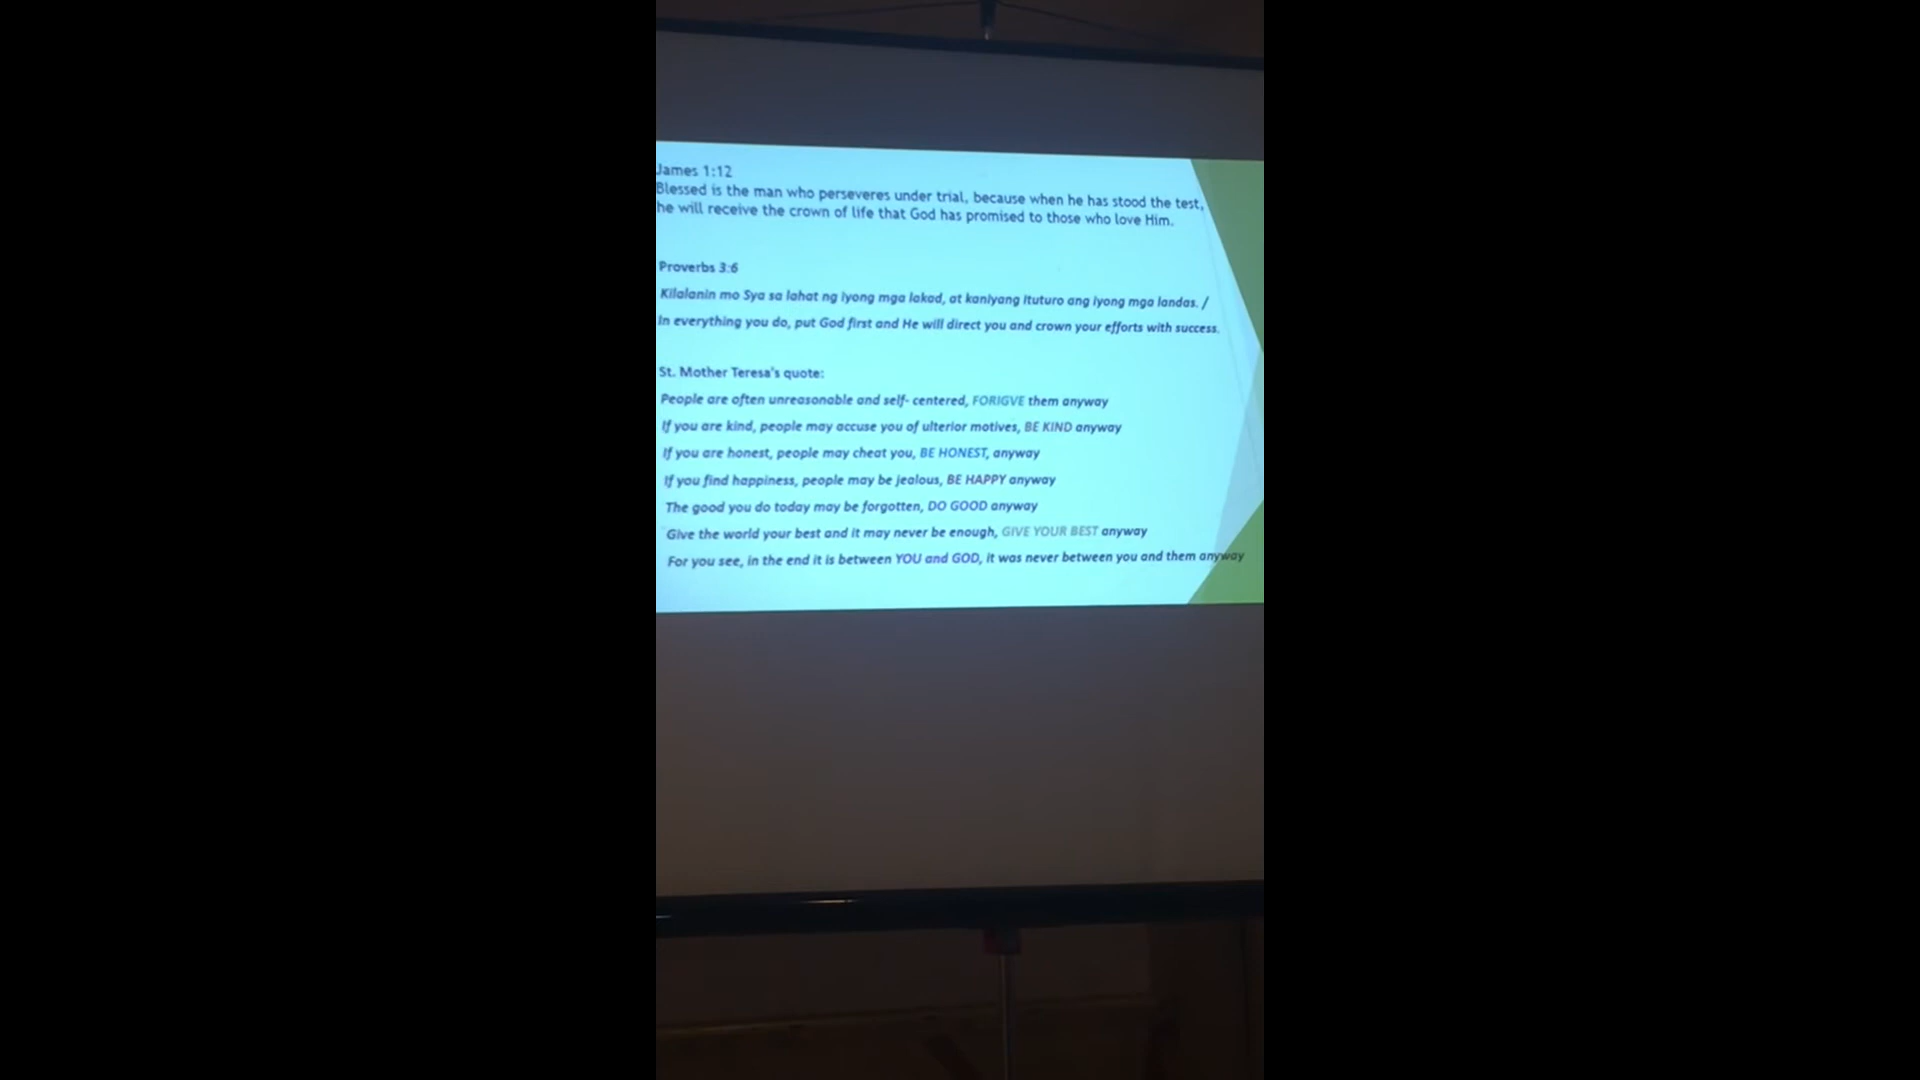 James 1:12
Blessed is the man who perseveres under trial, because when he has stood the test,
he will receive the crown of life that God has promised to those who love Him.
Proverbs 3:6
Kilalanin mo Sya sa lahat ng iyong mga lakad, at kaniyang ituturo ang iyong mga landas. /
In everything you do, put God first and He will direct you and crown your efforts with success.
St. Mother Teresa's quote:
People are often unreasonable and self- centered, FORIGVE them anyway
If you are kind, people may accuse you of ulterior motives, BE KIND anyway
If you are honest, people may cheat you, BE HONEST, anyway
If you find happiness, people may be jealous, BE HAPPY anyway
The good you do today may be forgotten, DO GOOD anyway
Give the world your best and it may never be enough, GIVE YOUR BEST anyway
For you see, in the end it is between YOU and GOD, it was never between you and them anyway